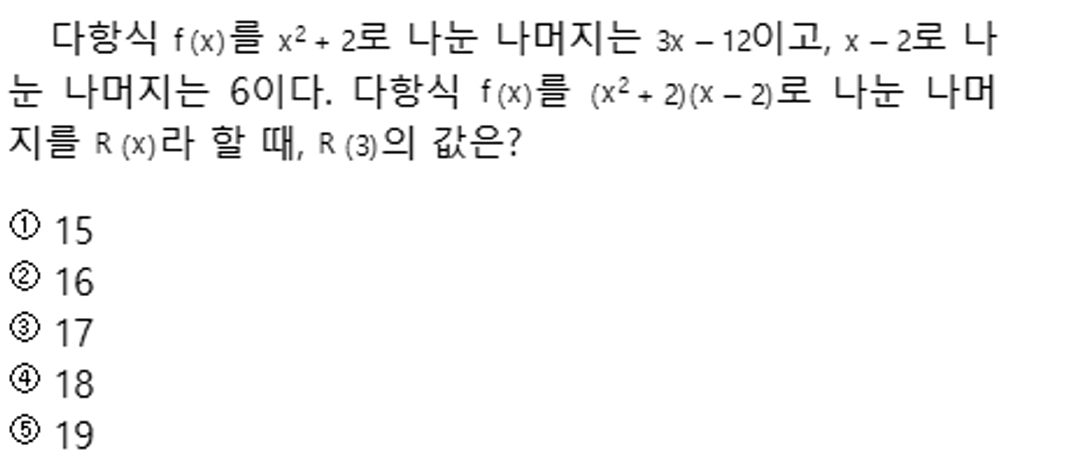 다항식 f(x)를 x² + 2로 나눈 나머지는 3x – 12이고, x – 2로 나
눈 나머지는 6이다. 다항식 f(x)를 (x² + 2)(x – 2)로 나눈 나머
지를 R (x)라 할 때, R (3)의 값은?
① 15
② 16
③ 17
④ 18
⑤ 19